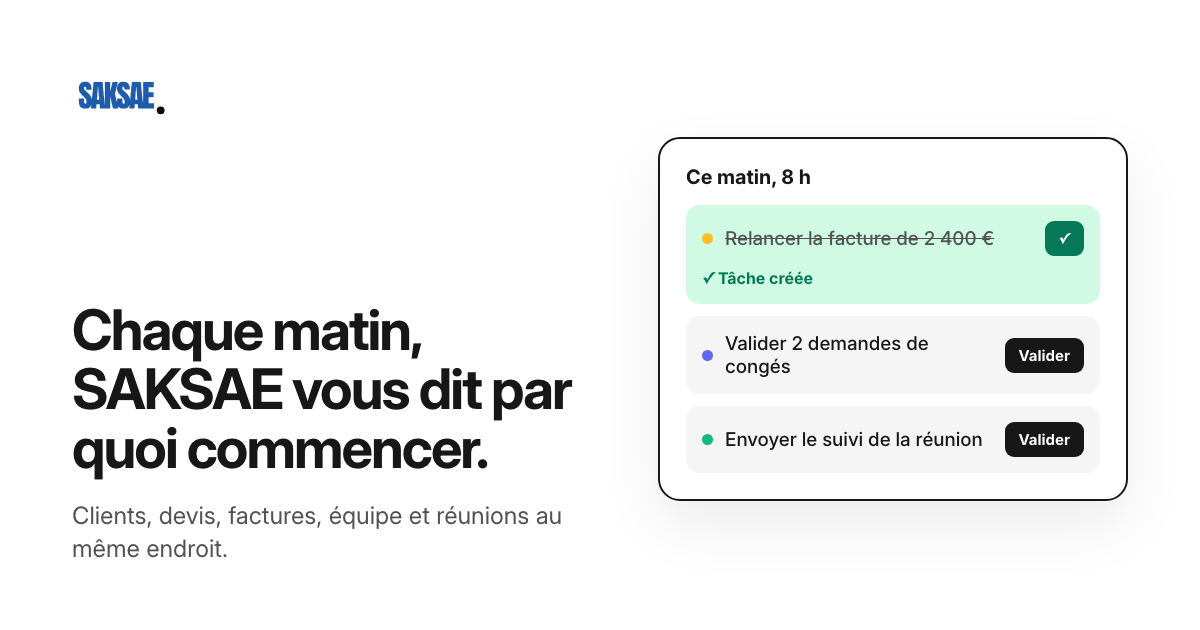 SAKSAE.
Chaque matin,
SAKSAE vous dit par
quoi commencer.
Clients, devis, factures, équipe et réunions au
même endroit.
Ce matin, 8 h
Relancer la facture de 2 400 €
✓
✓ Tâche créée
Valider 2 demandes de
congés
Valider
Envoyer le suivi de la réunion
Valider